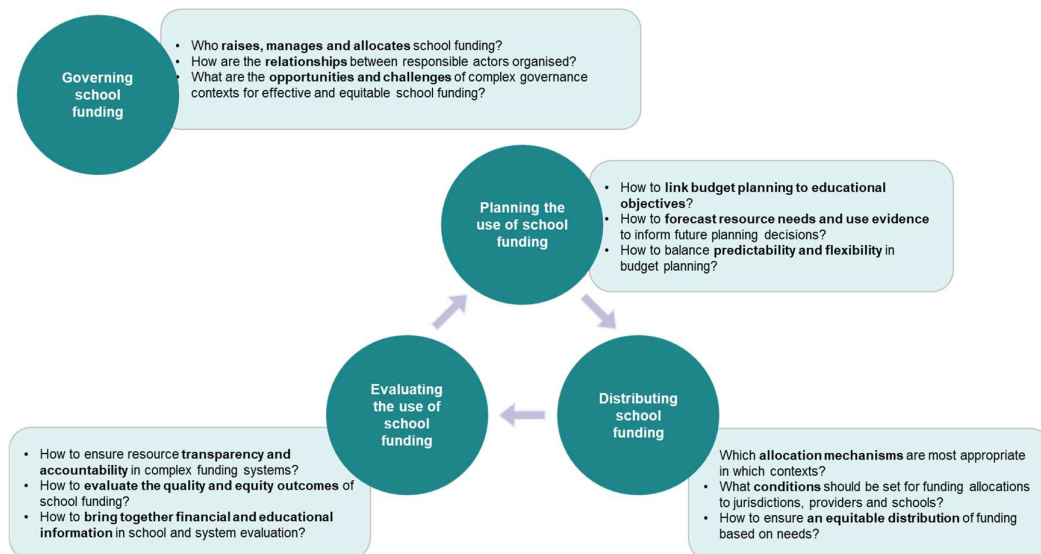 Governing
school
funding
• Who raises, manages and allocates school funding?
• How are the relationships between responsible actors organised?
• What are the opportunities and challenges of complex governance
contexts for effective and equitable school funding?
Planning the
use of school
funding
• How to link budget planning to educational
objectives?
• How to forecast resource needs and use evidence
to inform future planning decisions?
• How to balance predictability and flexibility in
budget planning?
Distributing
school
funding
Which allocation mechanisms are most appropriate
in which contexts?
• What conditions should be set for funding allocations
to jurisdictions, providers and schools?
• How to ensure an equitable distribution of funding
based on needs?
Evaluating
the use of
school
funding
• How to ensure resource transparency and
accountability in complex funding systems?
• How to evaluate the quality and equity outcomes of
school funding?
• How to bring together financial and educational
information in school and system evaluation?